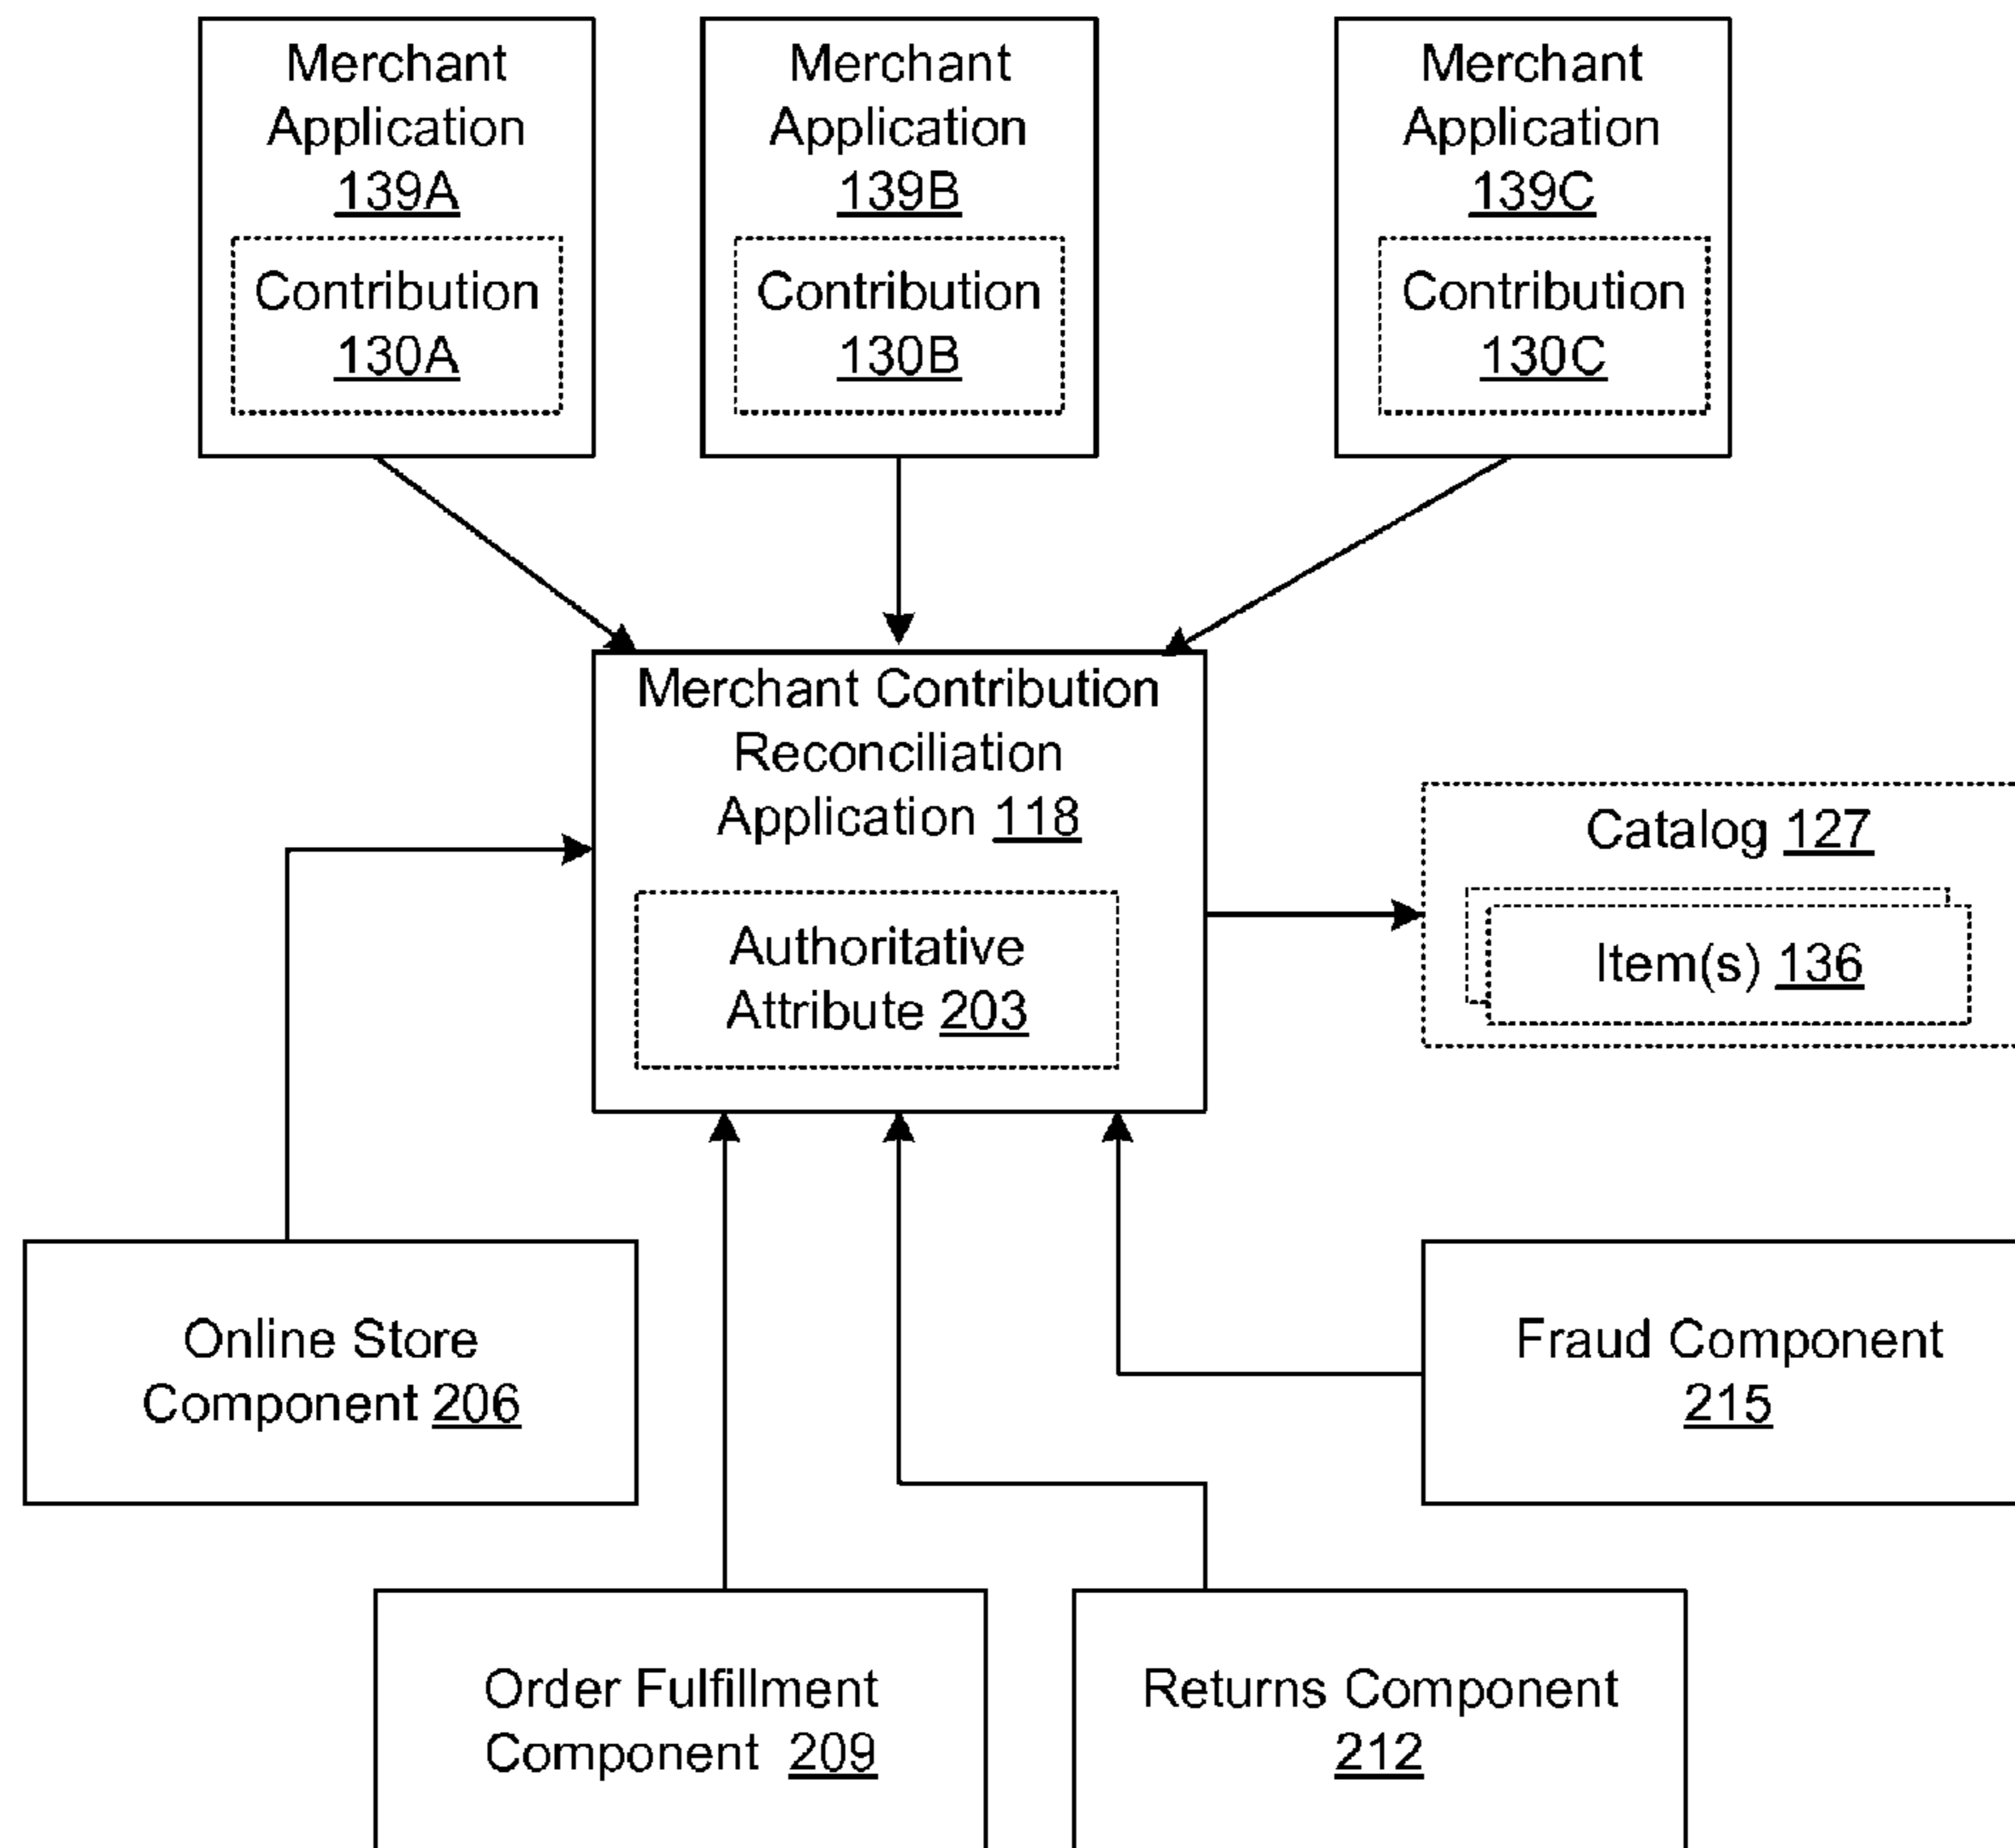 Merchant
Application
139A
Contribution
130A
Merchant
Application
139B
Contribution
130B
Merchant
Application
139C
Contribution
130C
Merchant Contribution
Reconciliation
Application 118
Authoritative
Attribute 203
Catalog 127
Item(s) 136
Online Store
Component 206
Fraud Component
215
Order Fulfillment
Component 209
Returns Component
212